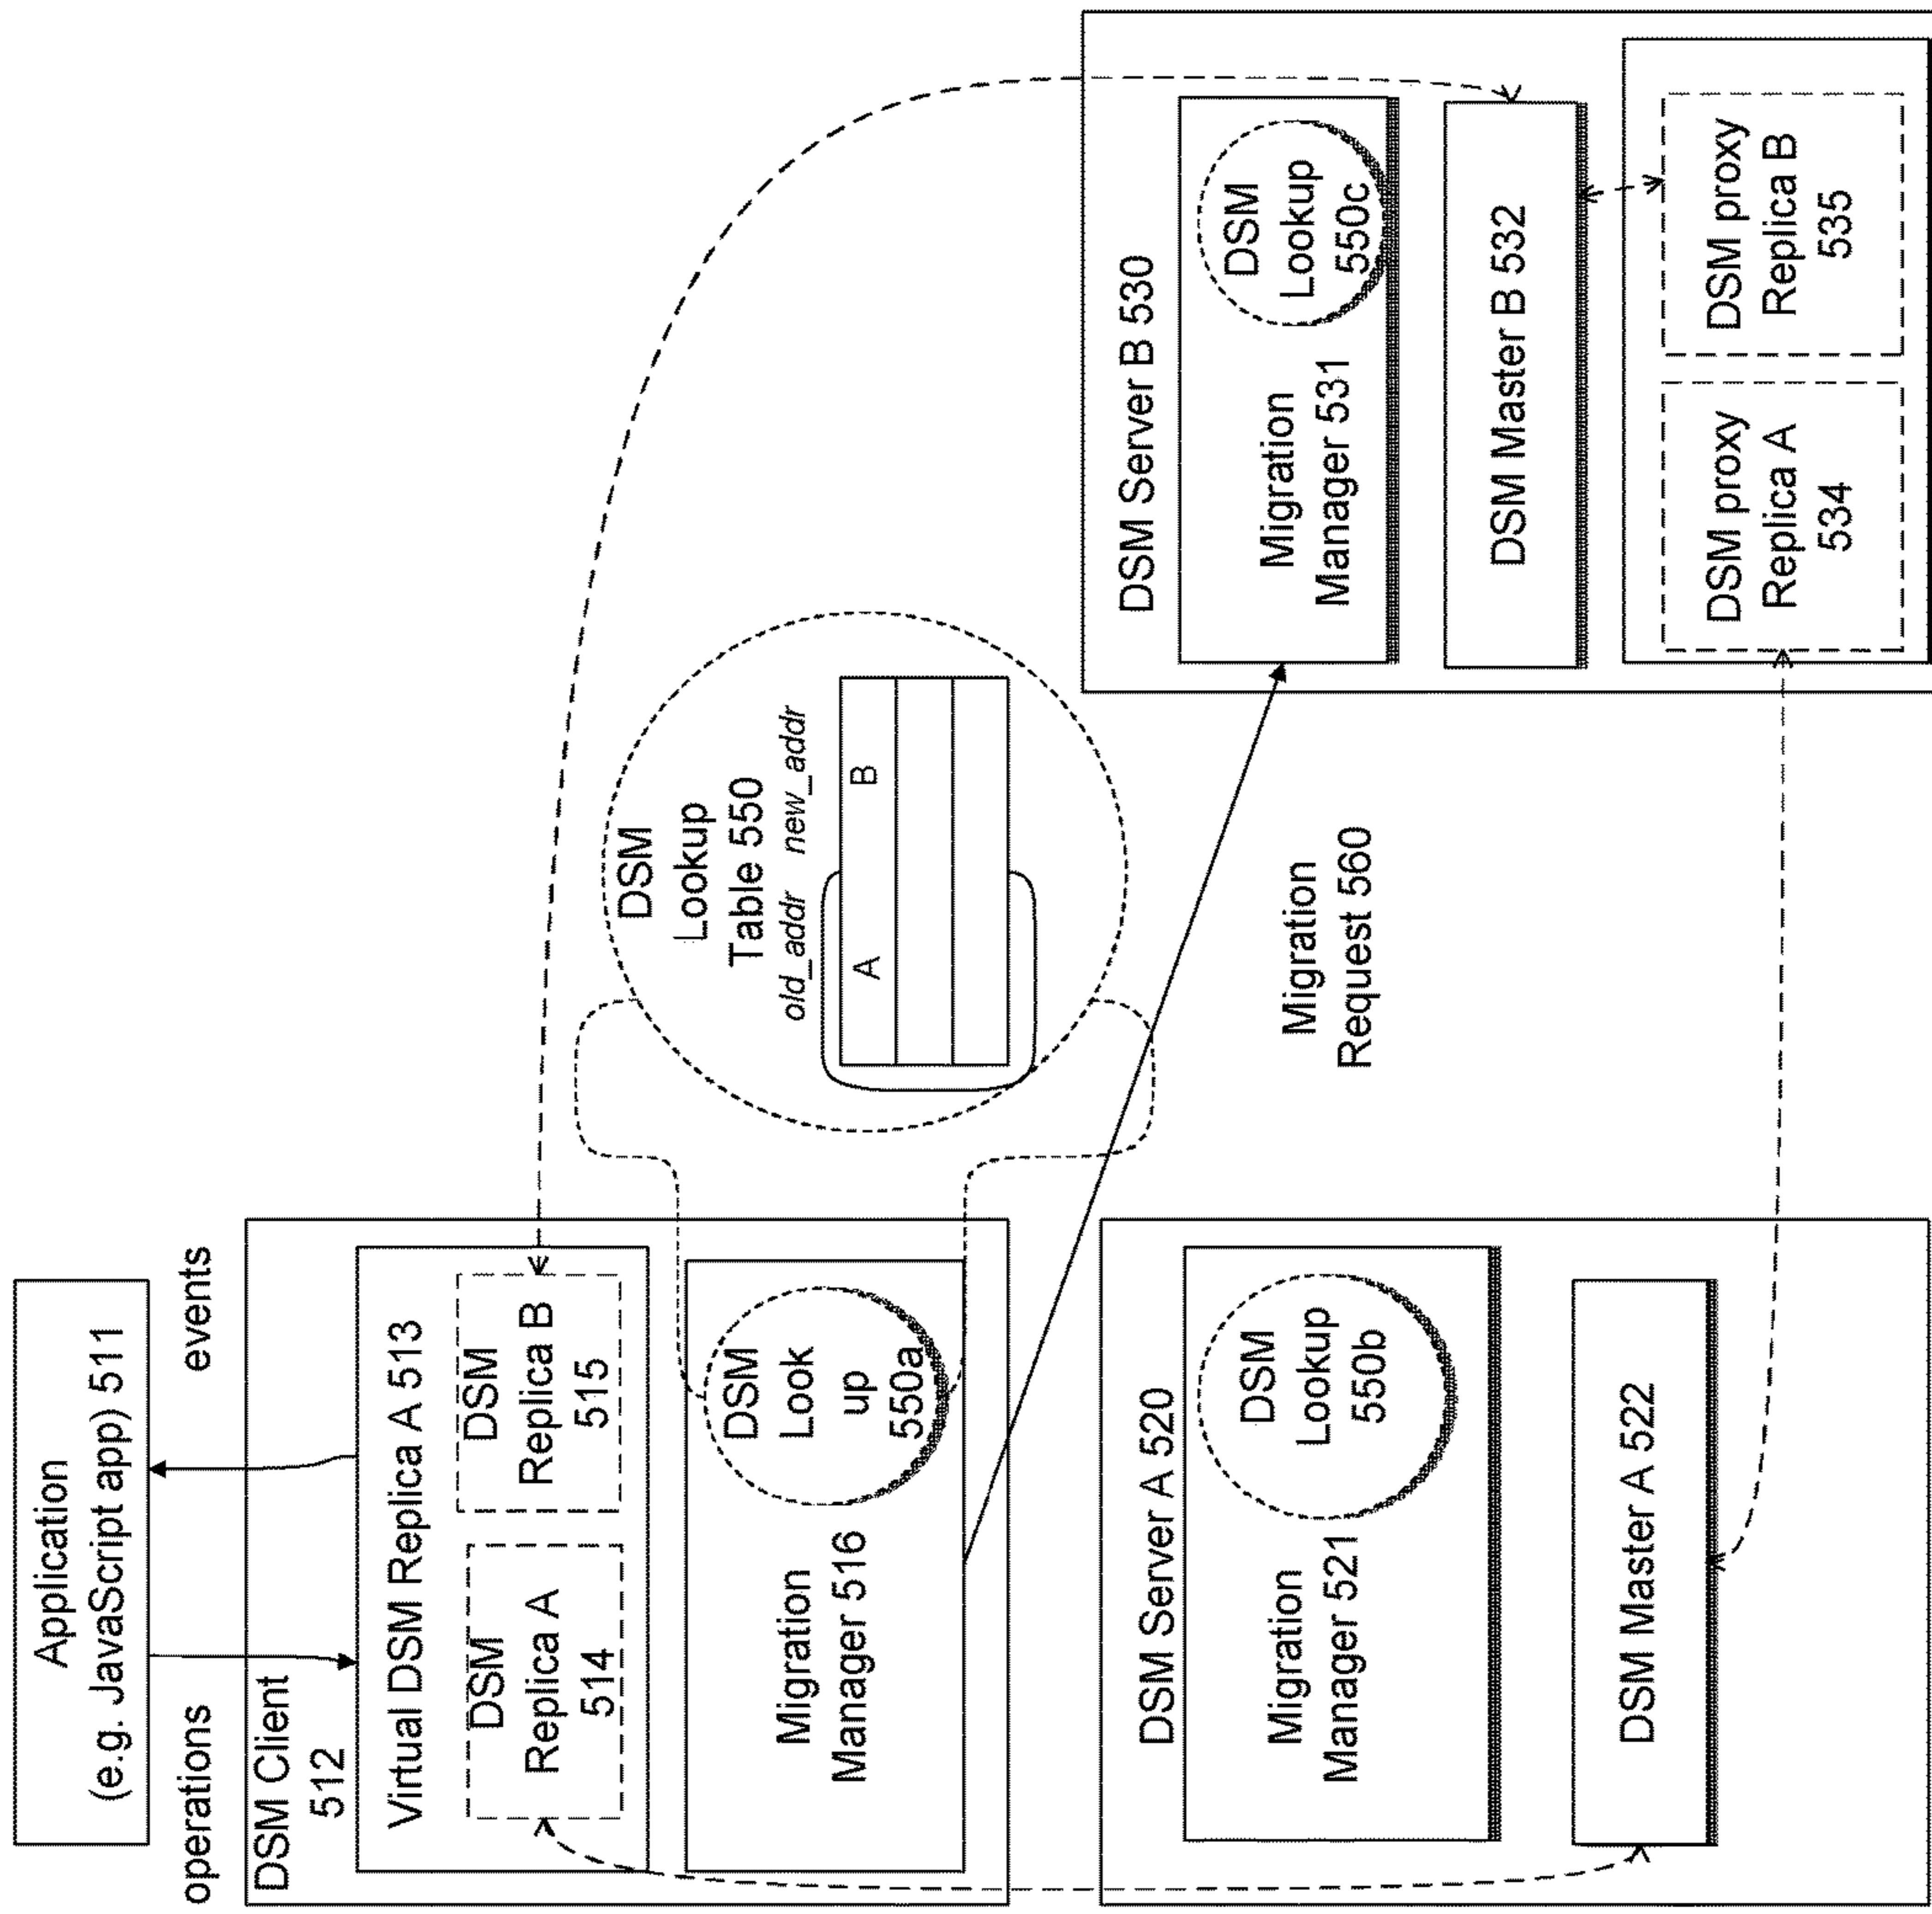 Application
(e.g. JavaScript app) 511
operations
events
DSM Client
512
Virtual DSM Replica A 513
DSM
Replica A
514
DSM
Replica B
515
Migration
Manager 516
DSM
Look
up
550a
DSM
Lookup
Table 550
old_addr new_addr
A B
Migration
Request 560
DSM Server A 520
Migration
Manager 521
DSM
Lookup
550b
DSM Master A 522
DSM Server B 530
Migration
Manager 531
DSM
Lookup
550c
DSM Master B 532
DSM proxy
Replica A
534
DSM proxy
Replica B
535